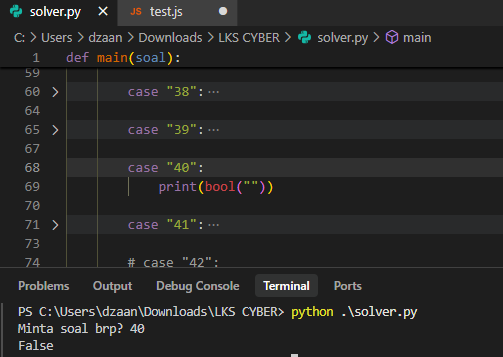 solver.py × JS test.js ●
C: > Users > dzaan > Downloads > LKS CYBER > solver.py > main
1 def main(soal):
59
60 > case "38":⋯
64
65 > case "39":⋯
67
68 case "40":
69 print(bool(""))
70
71 > case "41":⋯
73
74 # case "42":
Problems Output Debug Console Terminal Ports
PS C:\Users\dzaan\Downloads\LKS CYBER> python .\solver.py
Minta soal brp? 40
False